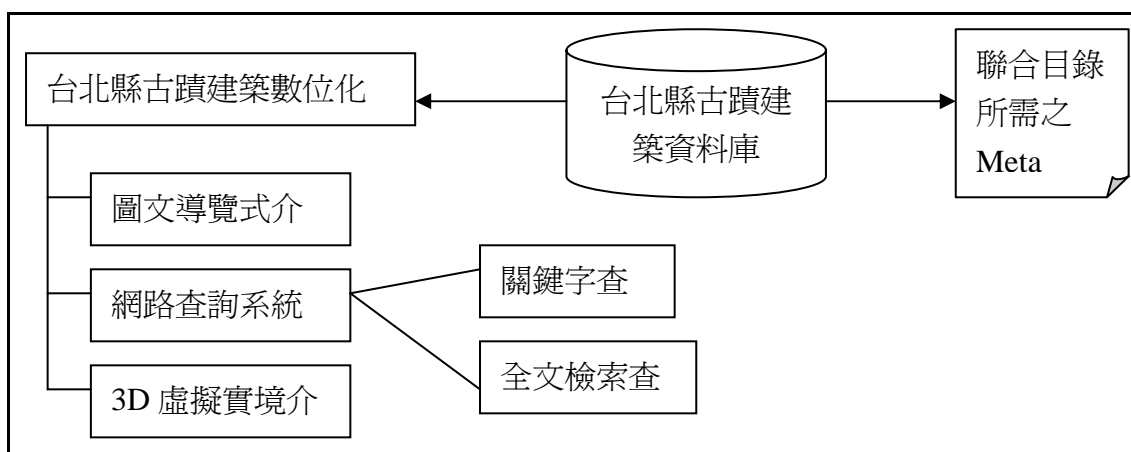 台北縣古蹟建築數位化
台北縣古蹟建
築資料庫
聯合目錄
所需之
Meta
圖文導覽式介
網路查詢系統
3D 虛擬實境介
關鍵字查
全文檢索查